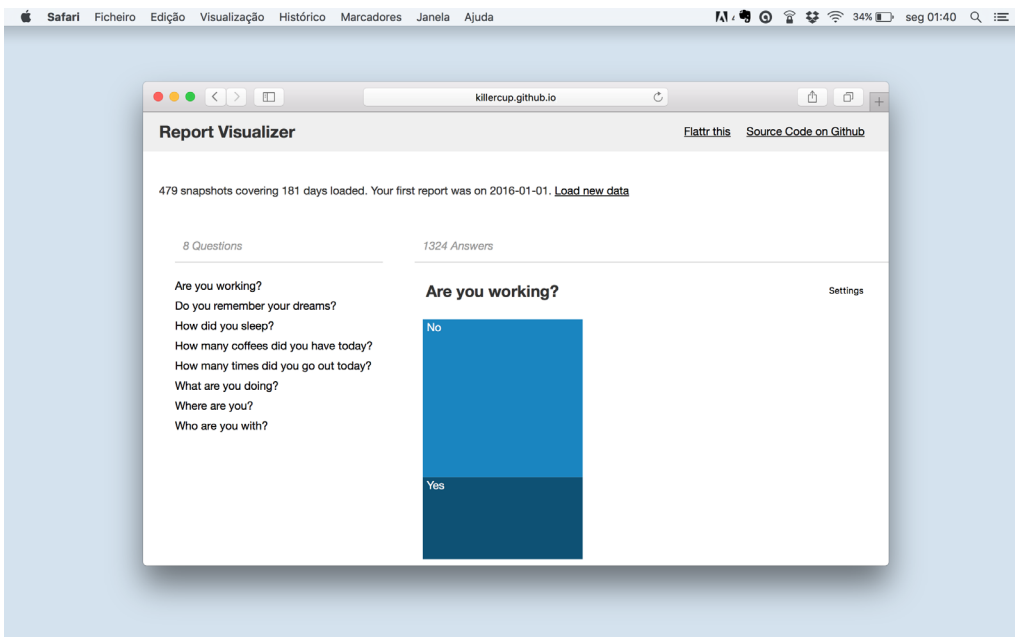 Safari Ficheiro Edição Visualização Histórico Marcadores Janela Ajuda 34% seg 01:40
killercup.github.io
Report Visualizer Flattr this Source Code on Github
479 snapshots covering 181 days loaded. Your first report was on 2016-01-01. Load new data
8 Questions 1324 Answers
Are you working?
Do you remember your dreams?
How did you sleep?
How many coffees did you have today?
How many times did you go out today?
What are you doing?
Where are you?
Who are you with?
Are you working? Settings
No
Yes